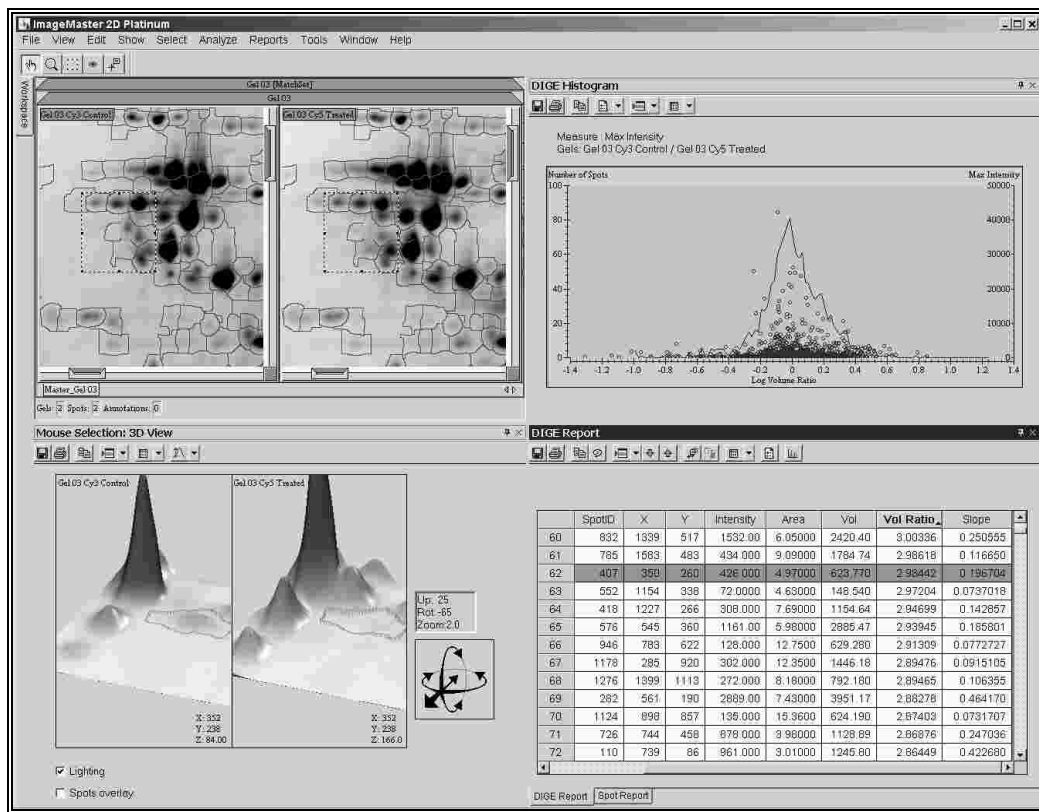 ImageMaster 2D Platinum
File View Edit Show Select Analyze Reports Tools Window Help
Workspace
Gel 03 [MatchSet]
Gel 03
Gel 03 Cy3 Control
Gel 03 Cy5 Treated
Master_Gel 03
Gels: 2 Spots: 2 Annotations: 0
DIGE Histogram
Measure : Max Intensity
Gels: Gel 03 Cy3 Control / Gel 03 Cy5 Treated
Number of Spots
Max Intensity
100 80 60 40 20 0
50000 40000 30000 20000 10000 0
-1.4 -1.2 -1.0 -0.8 -0.6 -0.4 -0.2 0 0.2 0.4 0.6 0.8 1.0 1.2 1.4
Log Volume Ratio
Mouse Selection: 3D View
Gel 03 Cy3 Control
X: 352
Y: 238
Z: 84.00
Gel 03 Cy5 Treated
X: 352
Y: 238
Z: 166.0
Up: 25
Rot: -65
Zoom: 2.0
Lighting
Spots overlay
DIGE Report
SpotID X Y Intensity Area Vol Vol Ratio Slope
60 832 1339 517 1532.00 6.05000 2420.40 3.00336 0.250555
61 785 1583 483 434.000 9.09000 1784.74 2.98618 0.116650
62 407 350 260 426.000 4.97000 623.770 2.98442 0.196704
63 552 1154 338 72.0000 4.63000 148.540 2.97204 0.0737018
64 418 1227 266 308.000 7.69000 1154.64 2.94699 0.142857
65 576 545 360 1161.00 5.98000 2885.47 2.93945 0.185801
66 946 783 622 128.000 12.7500 629.280 2.91309 0.0772727
67 1178 285 920 302.000 12.3500 1446.18 2.89476 0.0915105
68 1276 1399 1113 272.000 8.18000 792.180 2.89465 0.106355
69 282 561 190 2889.00 7.43000 3951.17 2.88278 0.464170
70 1124 898 857 135.000 15.3600 624.190 2.87403 0.0731707
71 726 744 458 878.000 3.98000 1128.89 2.86876 0.247036
72 110 739 86 961.000 3.01000 1245.80 2.86449 0.422680
DIGE Report Spot Report